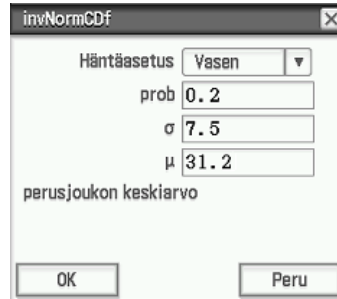 invNormCDf
Häntäasetus Vasen
prob 0.2
σ 7.5
μ 31.2
perusjoukon keskiarvo
OK Peru